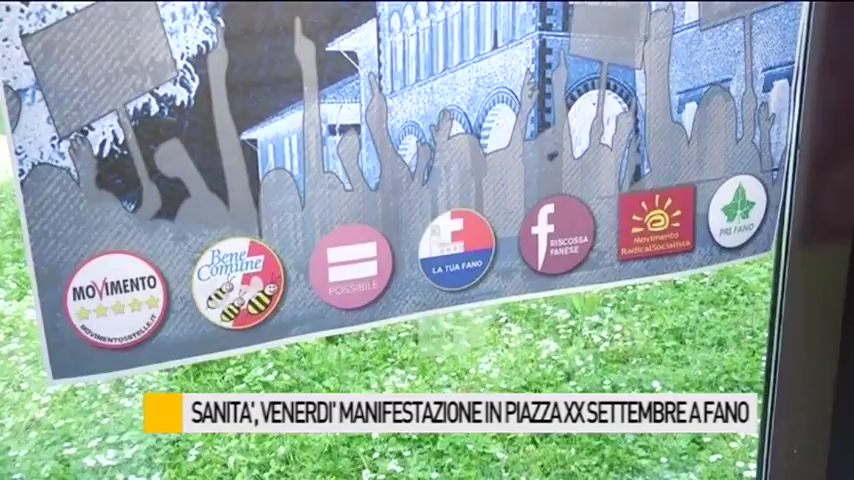 MOVIMENTO
MOVIMENTO5STELLE.IT
Bene
Comune
POSSIBILE
LA TUA FANO
f
RISCOSSA
FANESE
Movimento
RadicalSocialista
PRI FANO
SANITA', VENERDI' MANIFESTAZIONE IN PIAZZA XX SETTEMBRE A FANO